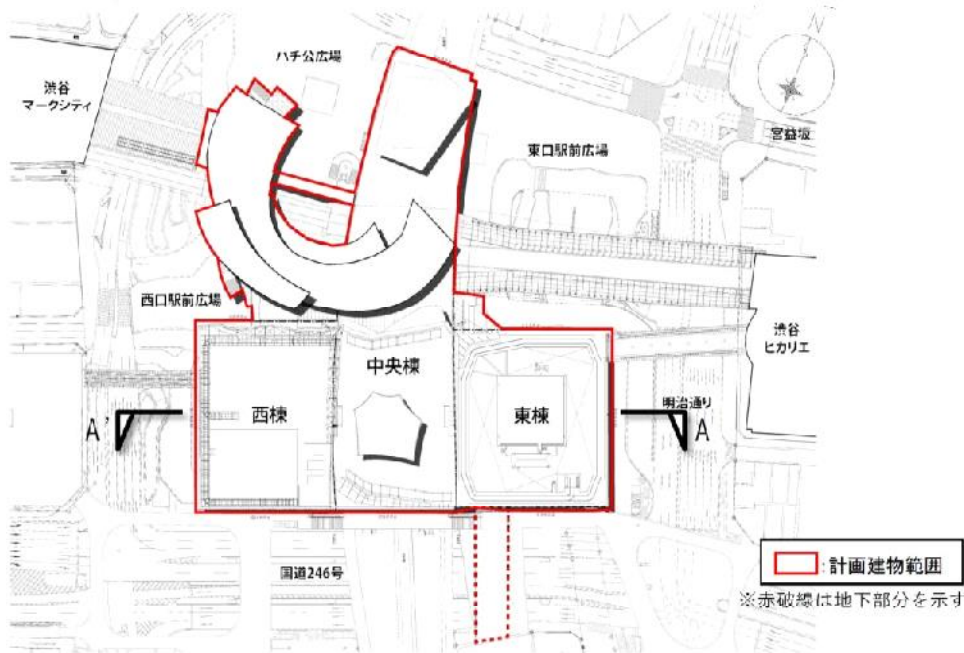 N
ハチ公広場
渋谷
マークシティ
宮益坂
東口駅前広場
西口駅前広場
渋谷
ヒカリエ
中央棟
明治通り
西棟
東棟
A'
A
国道246号
:計画建物範囲
※赤破線は地下部分を示す